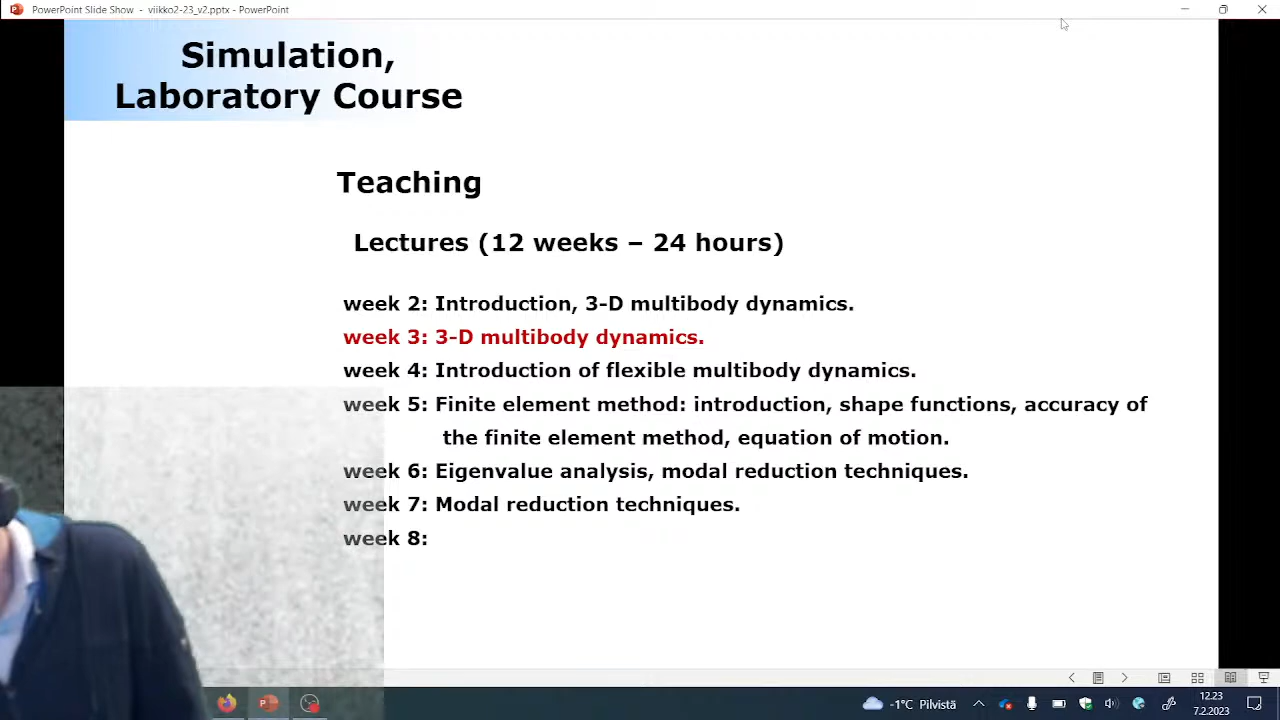 PowerPoint Slide Show - viikko2-23_v2.pptx - PowerPoint
Simulation,
Laboratory Course
Teaching
Lectures (12 weeks – 24 hours)
week 2: Introduction, 3-D multibody dynamics.
week 3: 3-D multibody dynamics.
week 4: Introduction of flexible multibody dynamics.
week 5: Finite element method: introduction, shape functions, accuracy of
the finite element method, equation of motion.
week 6: Eigenvalue analysis, modal reduction techniques.
week 7: Modal reduction techniques.
week 8:
-1°C Pilvistä
12.23
7.2.2023